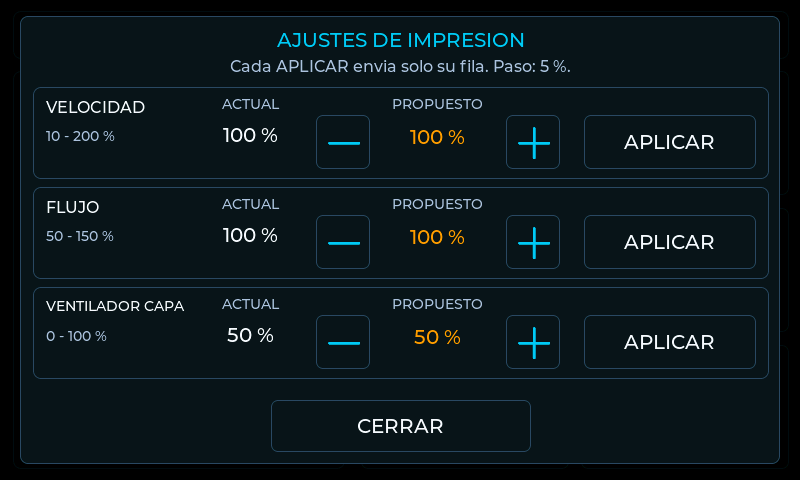 AJUSTES DE IMPRESION
Cada APLICAR envia solo su fila. Paso: 5 %.
VELOCIDAD
10 - 200 %
ACTUAL
100 %
PROPUESTO
100 %
APLICAR
FLUJO
50 - 150 %
ACTUAL
100 %
PROPUESTO
100 %
APLICAR
VENTILADOR CAPA
0 - 100 %
ACTUAL
50 %
PROPUESTO
50 %
APLICAR
CERRAR